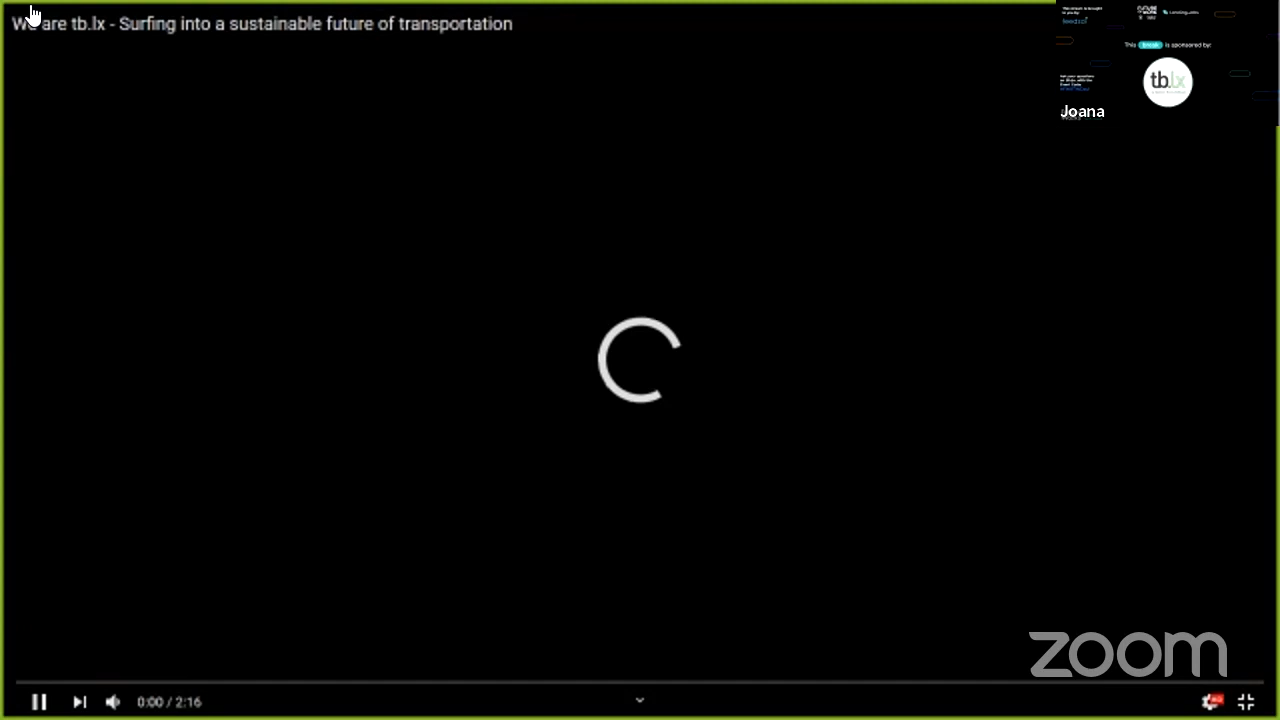 We are tb.lx - Surfing into a sustainable future of transportation
This break is sponsored by:
tb.lx
Joana
zoom
0:00 / 2:16